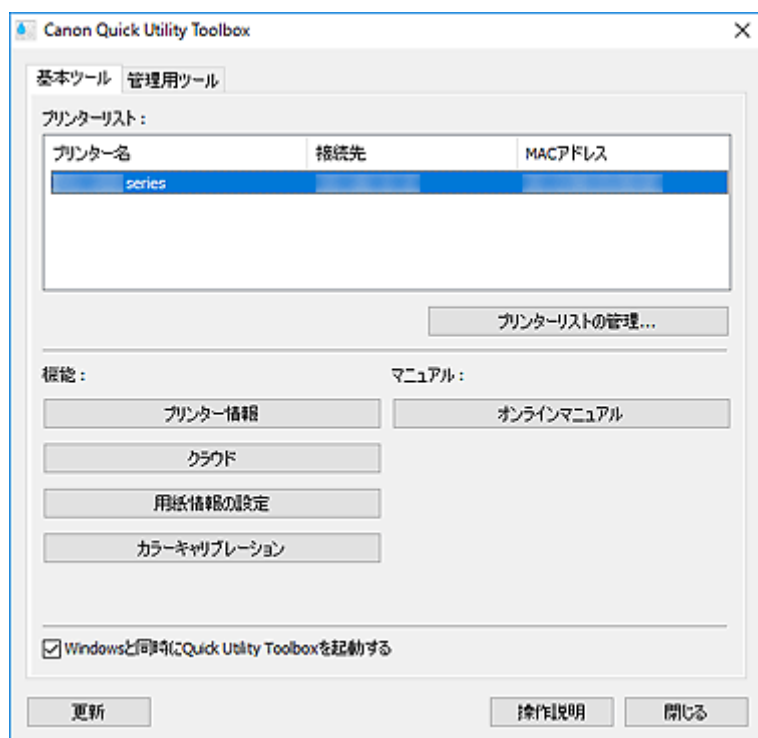 Canon Quick Utility Toolbox
基本ツール 管理用ツール
プリンターリスト：
プリンター名 接続先 MACアドレス
series
プリンターリストの管理...
機能： マニュアル：
プリンター情報 オンラインマニュアル
クラウド
用紙情報の設定
カラーキャリブレーション
Windowsと同時にQuick Utility Toolboxを起動する
更新 操作説明 閉じる